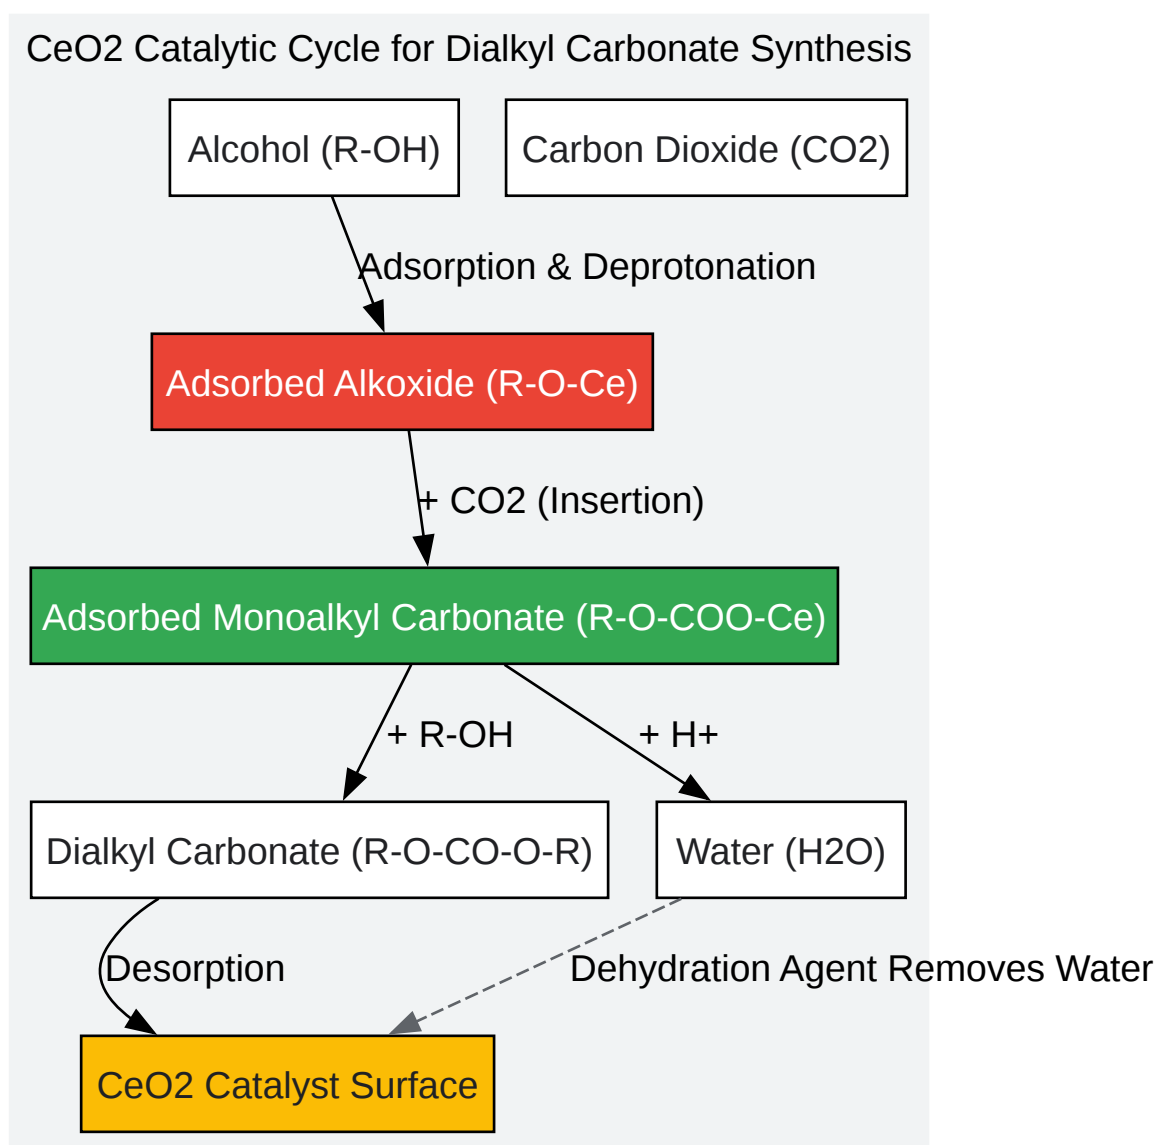 CeO2 Catalytic Cycle for Dialkyl Carbonate Synthesis
Alcohol (R-OH)
Carbon Dioxide (CO2)
Adsorption & Deprotonation
Adsorbed Alkoxide (R-O-Ce)
+ CO2 (Insertion)
Adsorbed Monoalkyl Carbonate (R-O-COO-Ce)
+ R-OH
+ H+
Dialkyl Carbonate (R-O-CO-O-R)
Water (H2O)
Desorption
Dehydration Agent Removes Water
CeO2 Catalyst Surface